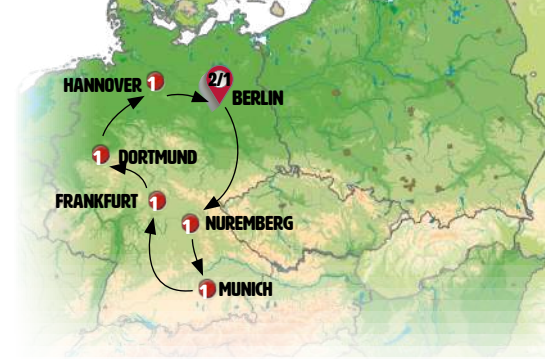 HANNOVER 1
2/1
BERLIN
1 DORTMUND
FRANKFURT 1
1 NUREMBERG
1 MUNICH